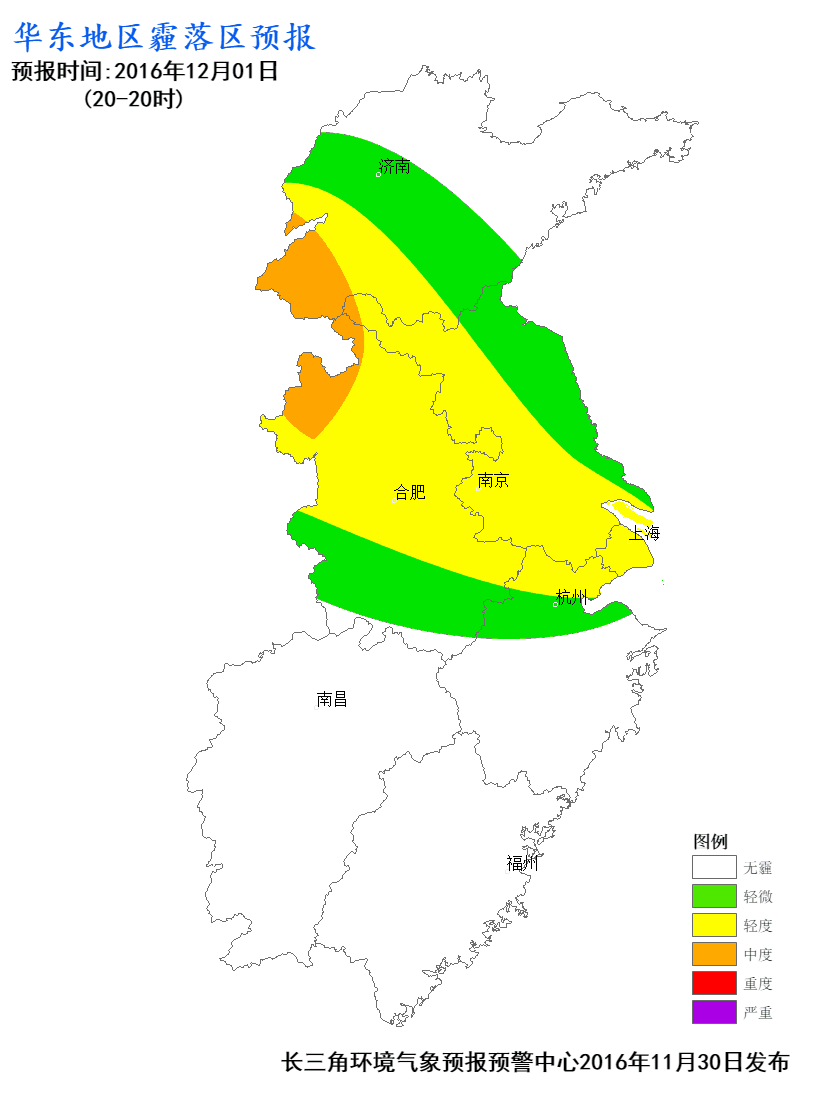 华东地区霾落区预报
预报时间:2016年12月01日
(20-20时)
济南
合肥
南京
上海
杭州
南昌
福州
图例
无霾
轻微
轻度
中度
重度
严重
长三角环境气象预报预警中心2016年11月30日发布